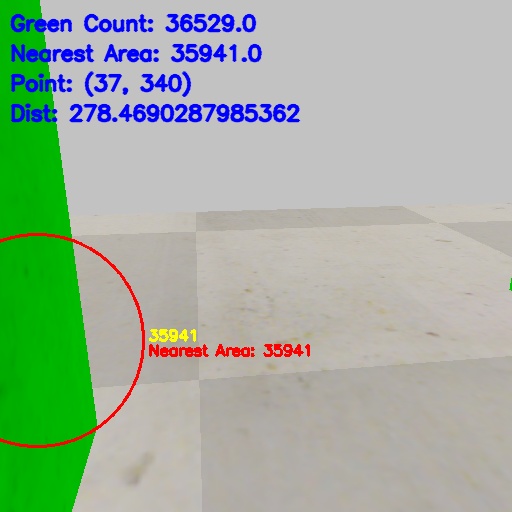 Green Count: 36529.0
Nearest Area: 35941.0
Point: (37, 340)
Dist: 278.4690287985362
35941
Nearest Area: 35941